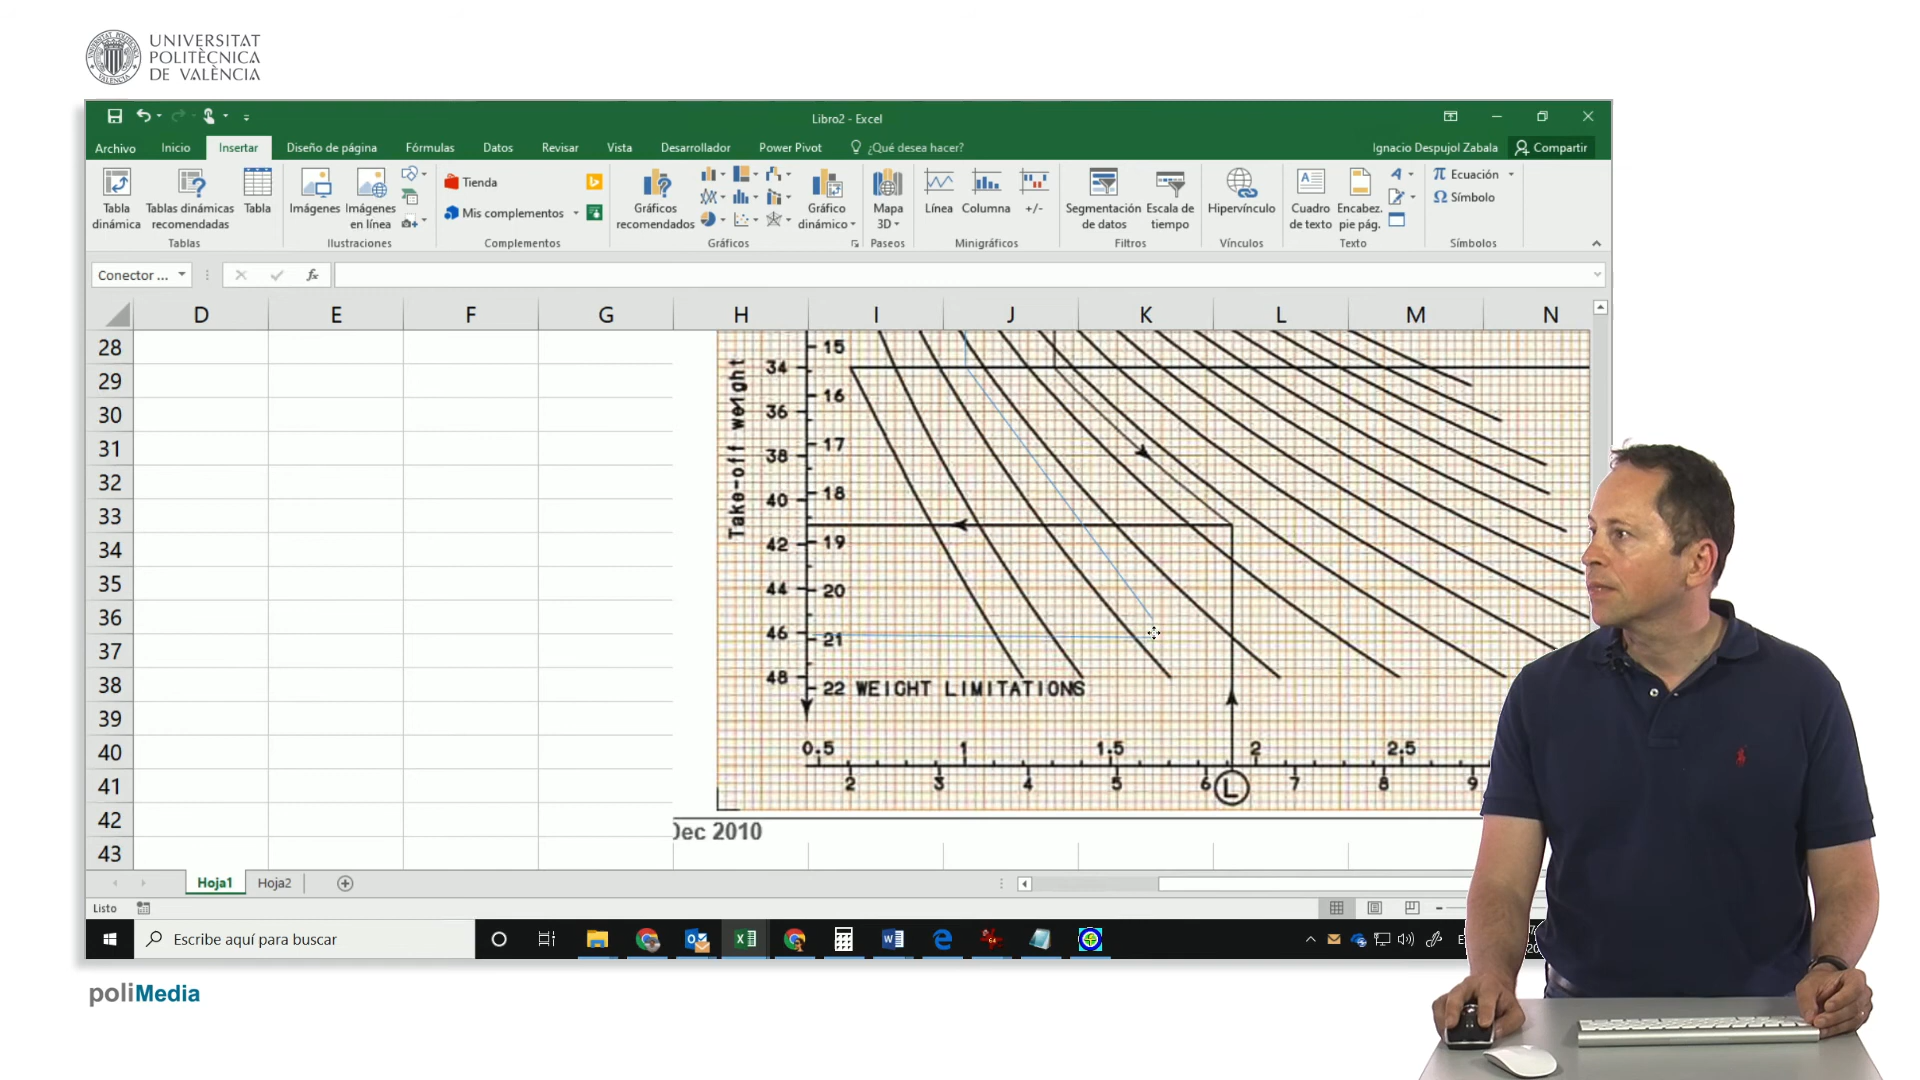 UNIVERSITAT
POLITÈCNICA
DE VALÈNCIA
Libro2 - Excel
Archivo
Inicio
Insertar
Diseño de página
Fórmulas
Datos
Revisar
Vista
Desarrollador
Power Pivot
¿Qué desea hacer?
Ignacio Despujol Zabala
Compartir
Tabla
dinámica
Tablas dinámicas
recomendadas
Tabla
Imágenes
Imágenes
en línea
Tienda
Mis complementos
Gráficos
recomendados
Gráfico
dinámico
Mapa
3D
Línea
Columna
+/-
Segmentación
de datos
Escala de
tiempo
Hipervínculo
Cuadro
de texto
Encabez.
pie pág.
Ecuación
Símbolo
Tablas
Ilustraciones
Complementos
Gráficos
Paseos
Minigráficos
Filtros
Vínculos
Texto
Símbolos
Conector ...
fx
D E F G H I J K L M N
28
29
30
31
32
33
34
35
36
37
38
39
40
41
42
43
Take-off weight
34
36
38
40
42
44
46
48
15
16
17
18
19
20
21
22
WEIGHT LIMITATIONS
0.5 1 1.5 2 2.5
2 3 4 5 6 L 7 8 9
Dec 2010
Hoja1
Hoja2
Listo
Escribe aquí para buscar
poliMedia